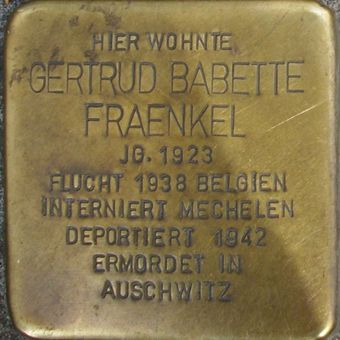 HIER WOHNTE
GERTRUD BABETTE
FRAENKEL
JG. 1923
FLUCHT 1938 BELGIEN
INTERNIERT MECHELEN
DEPORTIERT 1942
ERMORDET IN
AUSCHWITZ